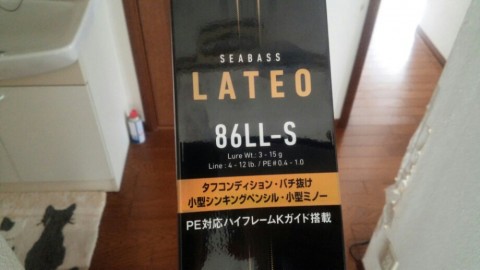 SEABASS
LATEO
86LL-S
Lure Wt.: 3 - 15 g
Line : 4 - 12 lb. / PE#0.4 - 1.0
タフコンディション・バチ抜け
小型シンキングペンシル・小型ミノー
PE対応ハイフレームKガイド搭載